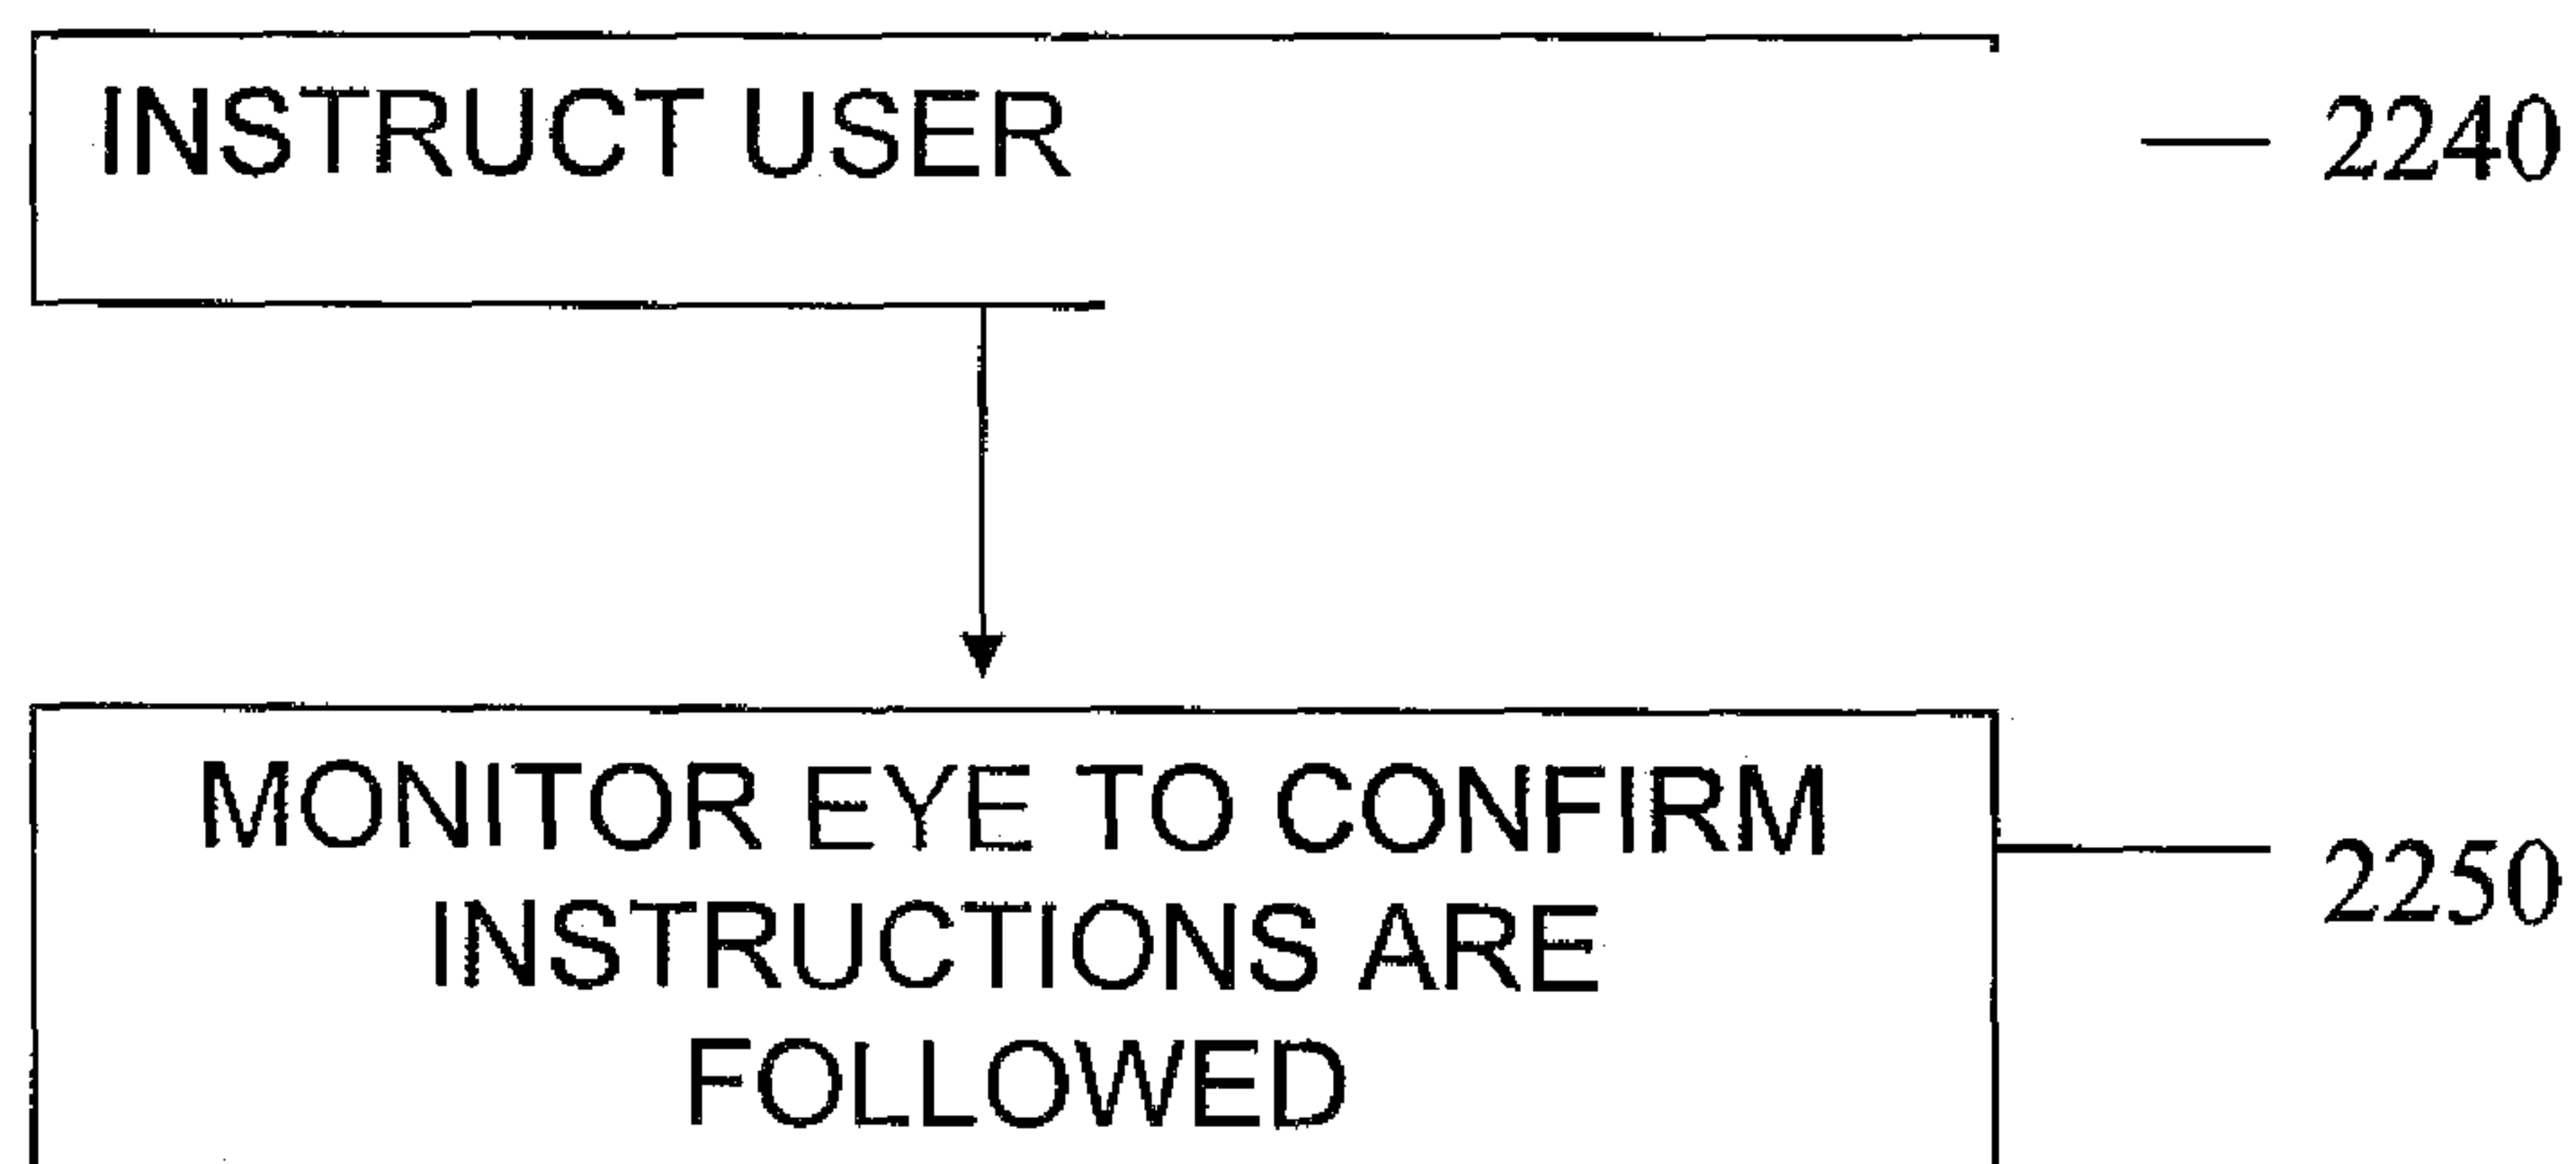 INSTRUCT USER
2240
MONITOR EYE TO CONFIRM
2250
INSTRUCTIONS ARE
FOLLOWED